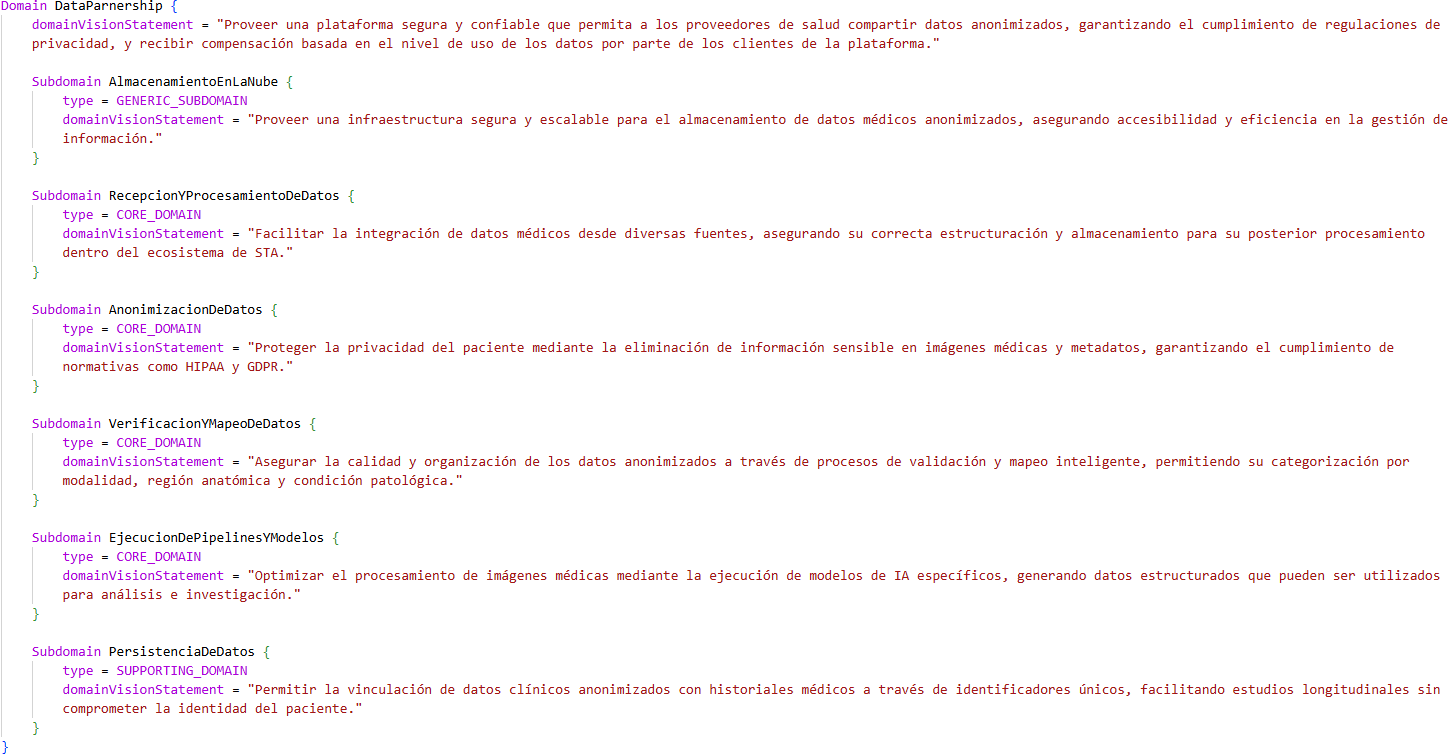 Domain DataParnership {
domainVisionStatement = "Proveer una plataforma segura y confiable que permita a los proveedores de salud compartir datos anonimizados, garantizando el cumplimiento de regulaciones de
privacidad, y recibir compensación basada en el nivel de uso de los datos por parte de los clientes de la plataforma."
Subdomain AlmacenamientoEnLaNube {
type = GENERIC_SUBDOMAIN
domainVisionStatement = "Proveer una infraestructura segura y escalable para el almacenamiento de datos médicos anonimizados, asegurando accesibilidad y eficiencia en la gestión de
información."
}
Subdomain RecepcionYProcesamientoDeDatos {
type = CORE_DOMAIN
domainVisionStatement = "Facilitar la integración de datos médicos desde diversas fuentes, asegurando su correcta estructuración y almacenamiento para su posterior procesamiento
dentro del ecosistema de STA."
}
Subdomain AnonimizacionDeDatos {
type = CORE_DOMAIN
domainVisionStatement = "Proteger la privacidad del paciente mediante la eliminación de información sensible en imágenes médicas y metadatos, garantizando el cumplimiento de
normativas como HIPAA y GDPR."
}
Subdomain VerificacionYMapeoDeDatos {
type = CORE_DOMAIN
domainVisionStatement = "Asegurar la calidad y organización de los datos anonimizados a través de procesos de validación y mapeo inteligente, permitiendo su categorización por
modalidad, región anatómica y condición patológica."
}
Subdomain EjecucionDePipelinesYModelos {
type = CORE_DOMAIN
domainVisionStatement = "Optimizar el procesamiento de imágenes médicas mediante la ejecución de modelos de IA específicos, generando datos estructurados que pueden ser utilizados
para análisis e investigación."
}
Subdomain PersistenciaDeDatos {
type = SUPPORTING_DOMAIN
domainVisionStatement = "Permitir la vinculación de datos clínicos anonimizados con historiales médicos a través de identificadores únicos, facilitando estudios longitudinales sin
comprometer la identidad del paciente."
}
}